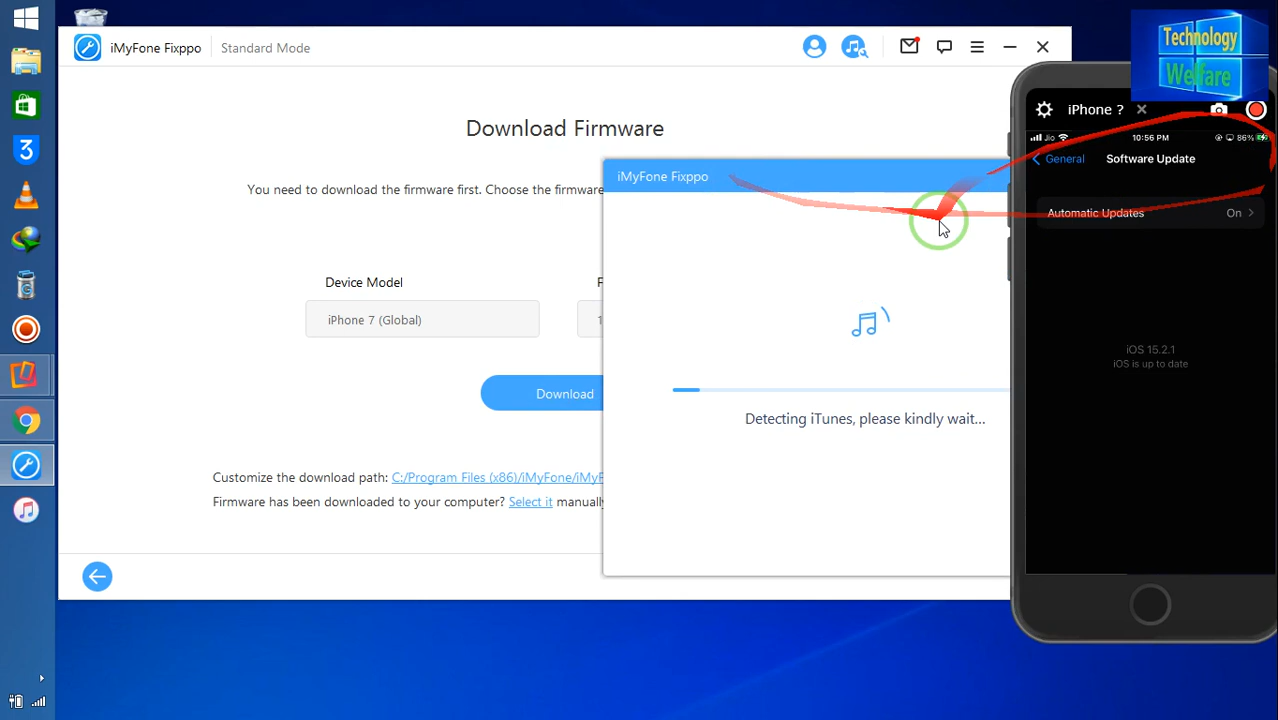 iMyFone Fixppo
Standard Mode
Technology
Welfare
iPhone ?
Jio
10:56 PM
86%
General
Software Update
Automatic Updates
On
iOS 15.2.1
iOS is up to date
Download Firmware
You need to download the firmware first. Choose the firmware
Device Model
iPhone 7 (Global)
Download
Customize the download path: C:/Program Files (x86)/iMyFone/iMyF
Firmware has been downloaded to your computer? Select it manually
iMyFone Fixppo
Detecting iTunes, please kindly wait...
3